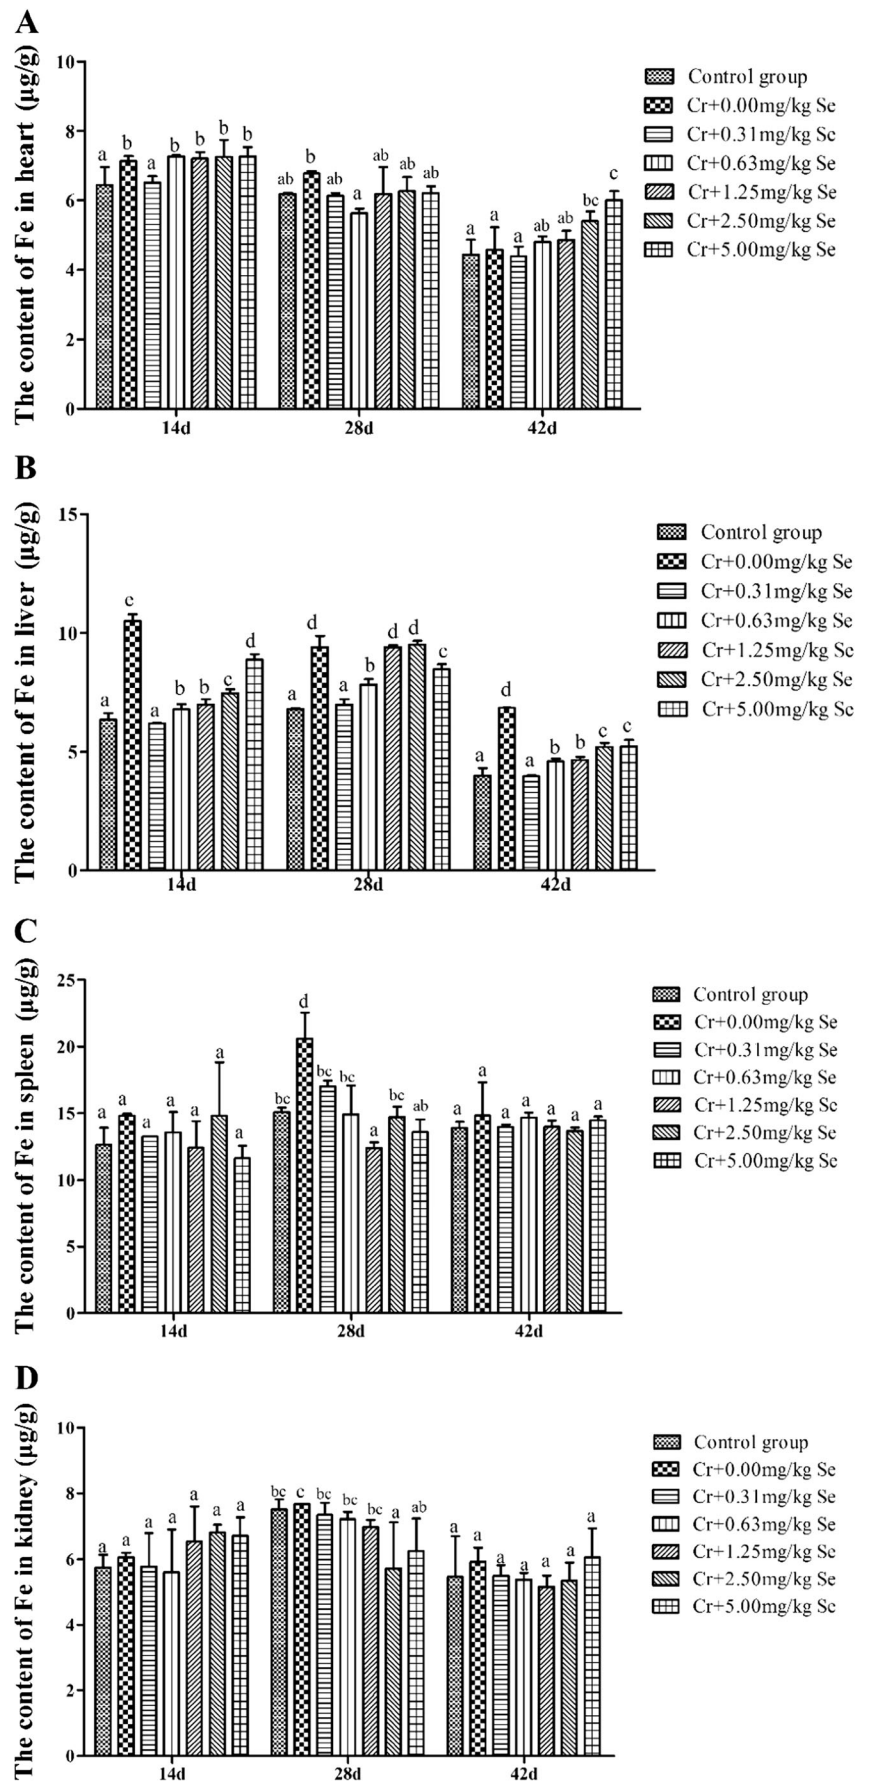 A
The content of Fe in heart (μg/g)
10
8
6
4
2
0
a b a b b b b
ab b ab a ab ab ab
a a a ab ab bc c
14d 28d 42d
Control group
Cr+0.00mg/kg Se
Cr+0.31mg/kg Se
Cr+0.63mg/kg Se
Cr+1.25mg/kg Se
Cr+2.50mg/kg Se
Cr+5.00mg/kg Se
B
The content of Fe in liver (μg/g)
15
10
5
0
a e a b b c d
a d a b d d c
a d a b b c c
14d 28d 42d
Control group
Cr+0.00mg/kg Se
Cr+0.31mg/kg Se
Cr+0.63mg/kg Se
Cr+1.25mg/kg Se
Cr+2.50mg/kg Se
Cr+5.00mg/kg Se
C
The content of Fe in spleen (μg/g)
25
20
15
10
5
0
a a a a a a a
bc d bc bc a bc ab
a a a a a a a
14d 28d 42d
Control group
Cr+0.00mg/kg Se
Cr+0.31mg/kg Se
Cr+0.63mg/kg Se
Cr+1.25mg/kg Se
Cr+2.50mg/kg Se
Cr+5.00mg/kg Se
D
The content of Fe in kidney (μg/g)
10
8
6
4
2
0
a a a a a a a
bc c bc bc bc a ab
a a a a a a a
14d 28d 42d
Control group
Cr+0.00mg/kg Se
Cr+0.31mg/kg Se
Cr+0.63mg/kg Se
Cr+1.25mg/kg Se
Cr+2.50mg/kg Se
Cr+5.00mg/kg Se